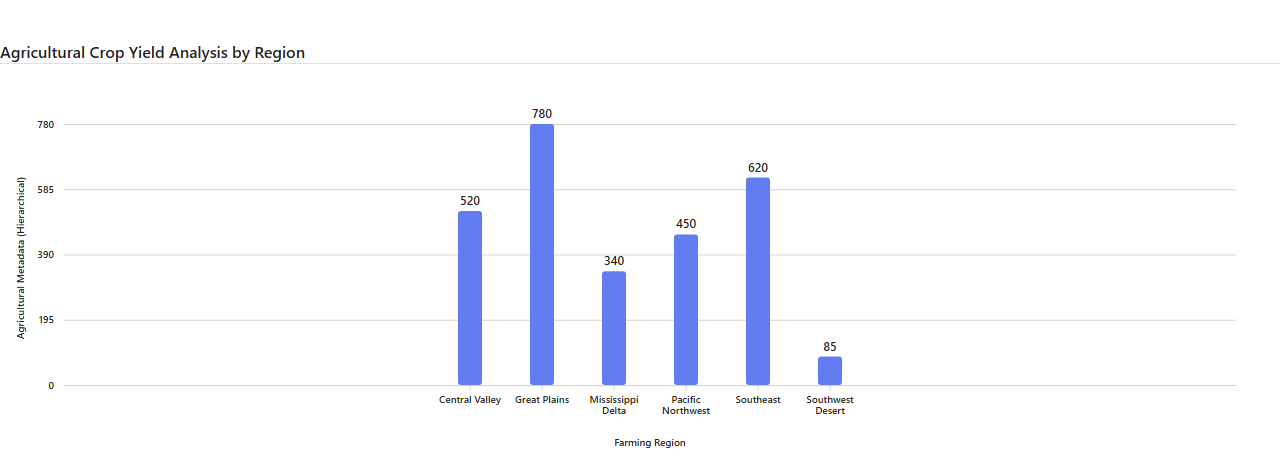 Agricultural Crop Yield Analysis by Region
Agricultural Metadata (Hierarchical)
780
585
390
195
0
520
780
340
450
620
85
Central Valley
Great Plains
Mississippi
Delta
Pacific
Northwest
Southeast
Southwest
Desert
Farming Region